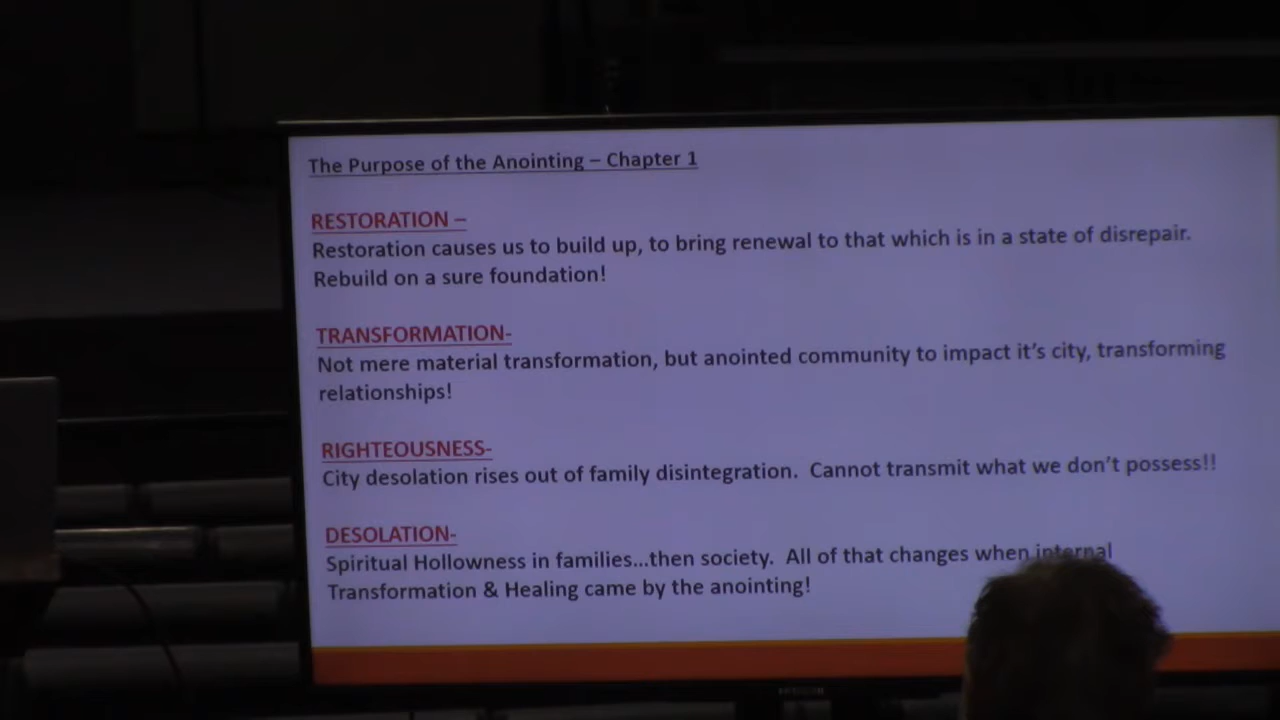 The Purpose of the Anointing – Chapter 1
RESTORATION –
Restoration causes us to build up, to bring renewal to that which is in a state of disrepair.
Rebuild on a sure foundation!
TRANSFORMATION-
Not mere material transformation, but anointed community to impact it's city, transforming
relationships!
RIGHTEOUSNESS-
City desolation rises out of family disintegration.  Cannot transmit what we don't possess!!
DESOLATION-
Spiritual Hollowness in families...then society.  All of that changes when internal
Transformation & Healing came by the anointing!